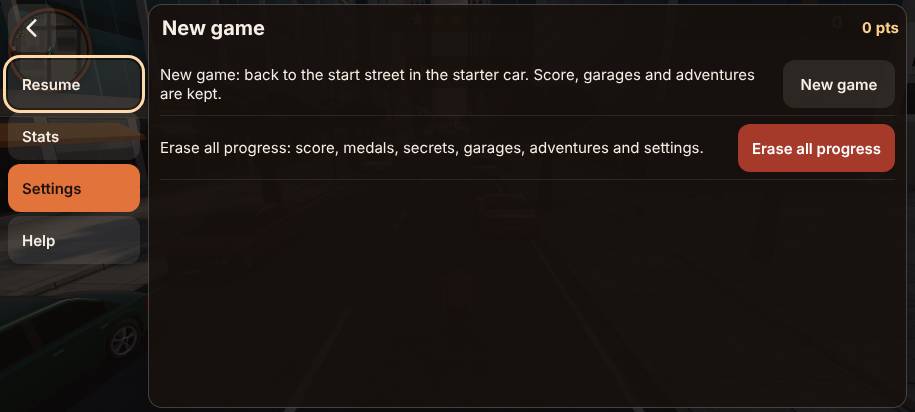 New game
0 pts
Resume
Stats
Settings
Help
New game: back to the start street in the starter car. Score, garages and adventures
are kept.
New game
Erase all progress: score, medals, secrets, garages, adventures and settings.
Erase all progress